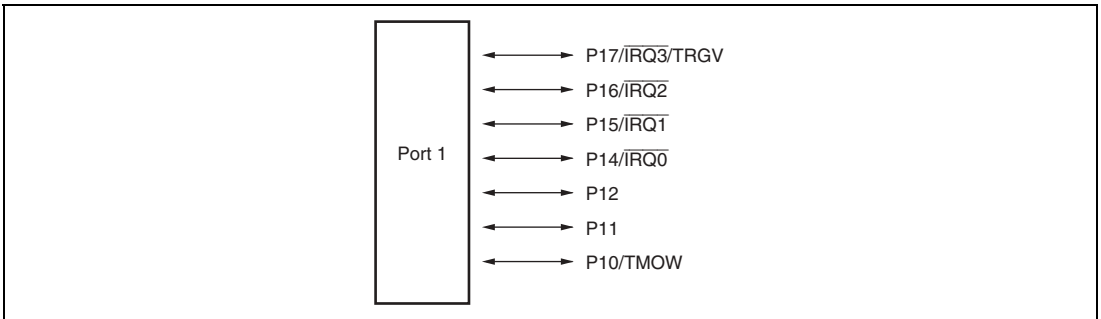 P17/IRQ3/TRGV
P16/IRQ2
P15/IRQ1
Port 1
P14/IRQ0
P12
P11
P10/TMOW